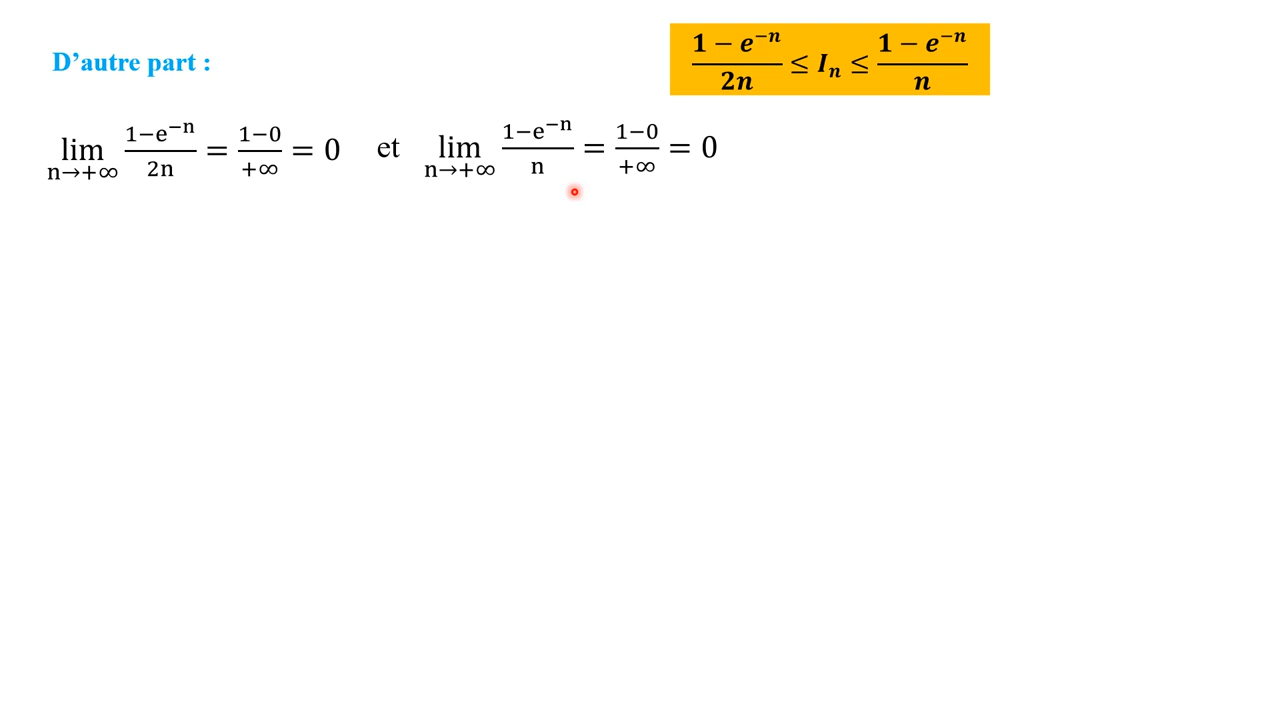 D’autre part :
(1 − e^{−n})/(2n) ≤ I_n ≤ (1 − e^{−n})/n
lim_{n→+∞} (1−e^{−n})/(2n) = (1−0)/(+∞) = 0 et lim_{n→+∞} (1−e^{−n})/n = (1−0)/(+∞) = 0